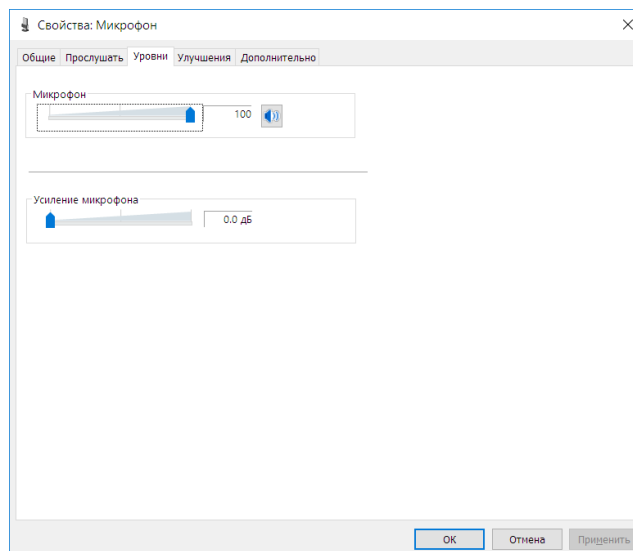 Свойства: Микрофон
Общие Прослушать Уровни Улучшения Дополнительно
Микрофон
100
Усиление микрофона
0.0 дБ
OK Отмена Применить